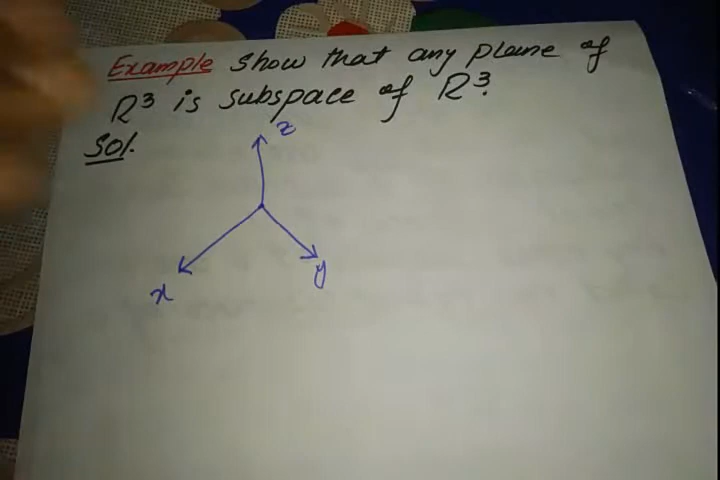 Example Show that any plane of
R³ is subspace of R³.
Sol.
z
x
y